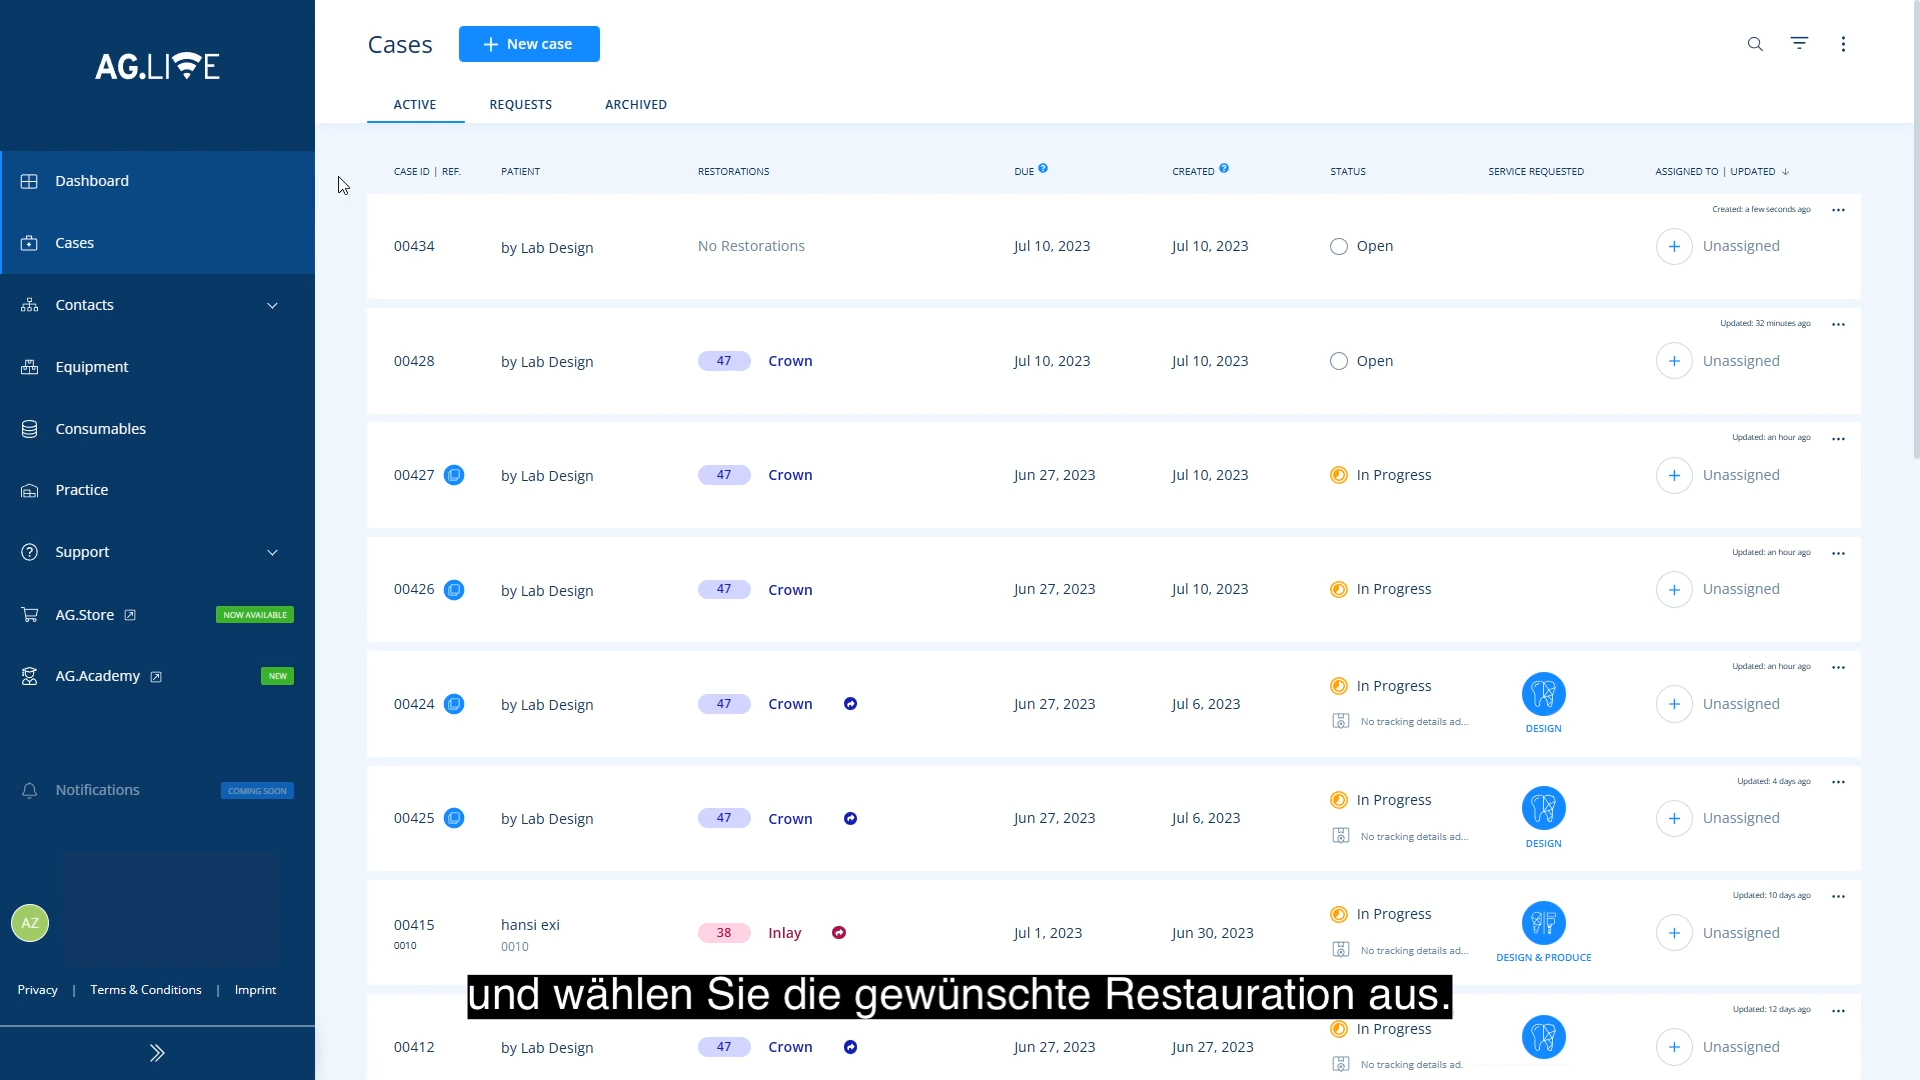 AG.LIVE
Dashboard
Cases
Contacts
Equipment
Consumables
Practice
Support
AG.Store NOW AVAILABLE
AG.Academy NEW
Notifications COMING SOON
AZ
Privacy | Terms & Conditions | Imprint
Cases New case
ACTIVE REQUESTS ARCHIVED
CASE ID | REF. PATIENT RESTORATIONS DUE ? CREATED ? STATUS SERVICE REQUESTED ASSIGNED TO | UPDATED
Created: a few seconds ago
00434 by Lab Design No Restorations Jul 10, 2023 Jul 10, 2023 Open Unassigned
Updated: 32 minutes ago
00428 by Lab Design 47 Crown Jul 10, 2023 Jul 10, 2023 Open Unassigned
Updated: an hour ago
00427 by Lab Design 47 Crown Jun 27, 2023 Jul 10, 2023 In Progress Unassigned
Updated: an hour ago
00426 by Lab Design 47 Crown Jun 27, 2023 Jul 10, 2023 In Progress Unassigned
Updated: an hour ago
00424 by Lab Design 47 Crown Jun 27, 2023 Jul 6, 2023 In Progress Unassigned
No tracking details ad...
DESIGN
Updated: 4 days ago
00425 by Lab Design 47 Crown Jun 27, 2023 Jul 6, 2023 In Progress Unassigned
No tracking details ad...
DESIGN
Updated: 10 days ago
00415 hansi exi 38 Inlay Jul 1, 2023 Jun 30, 2023 In Progress Unassigned
0010 0010 No tracking details ad...
DESIGN & PRODUCE
und wählen Sie die gewünschte Restauration aus.
Updated: 12 days ago
00412 by Lab Design 47 Crown Jun 27, 2023 Jun 27, 2023 In Progress Unassigned
No tracking details ad.